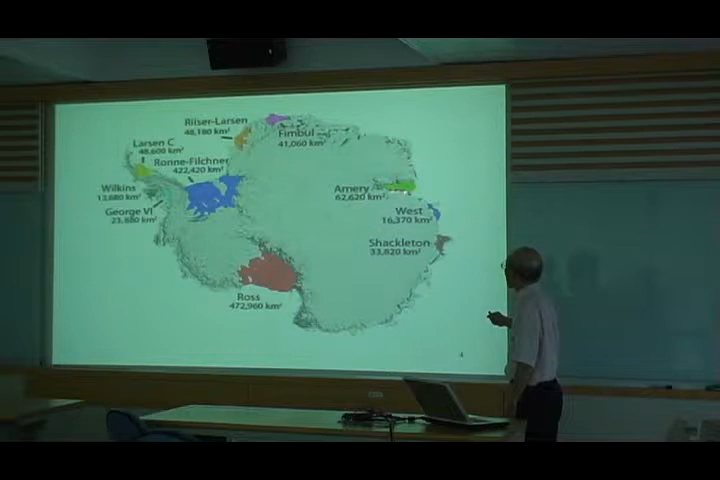 Riiser-Larsen
48,180 km²
Fimbul
41,060 km²
Larsen C
48,600 km²
Ronne-Filchner
422,420 km²
Wilkins
13,680 km²
George VI
23,880 km²
Amery
62,620 km²
West
16,370 km²
Shackleton
33,820 km²
Ross
472,960 km²
4